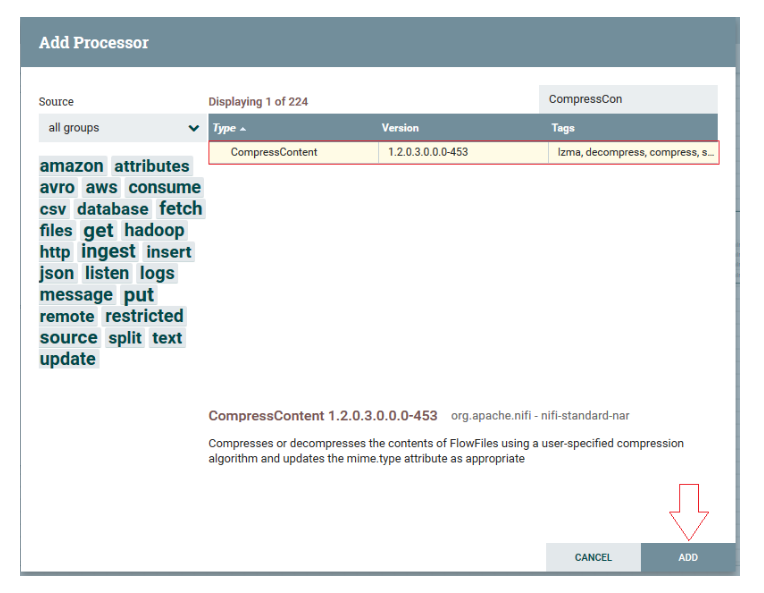 Add Processor
Source
Displaying 1 of 224
CompressCon
all groups
Type
Version
Tags
CompressContent
1.2.0.3.0.0.0-453
lzma, decompress, compress, s...
amazon attributes
avro aws consume
csv database fetch
files get hadoop
http ingest insert
json listen logs
message put
remote restricted
source split text
update
CompressContent 1.2.0.3.0.0.0-453 org.apache.nifi - nifi-standard-nar
Compresses or decompresses the contents of FlowFiles using a user-specified compression
algorithm and updates the mime.type attribute as appropriate
CANCEL
ADD